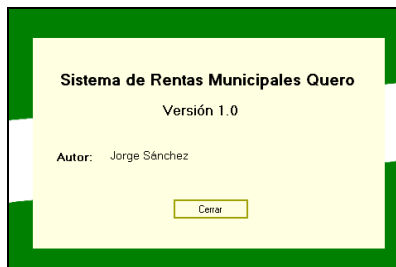 Sistema de Rentas Municipales Quero
Versión 1.0
Autor: Jorge Sánchez
Cerrar